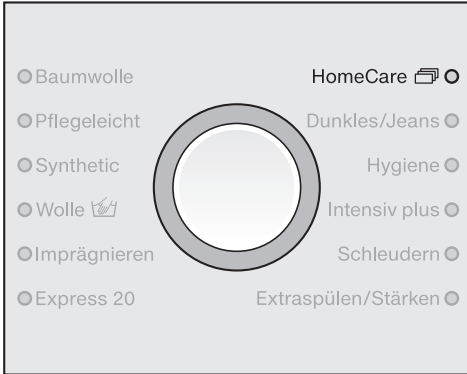 Baumwolle
Pflegeleicht
Synthetic
Wolle
Imprägnieren
Express 20
HomeCare
Dunkles/Jeans
Hygiene
Intensiv plus
Schleudern
Extraspülen/Stärken